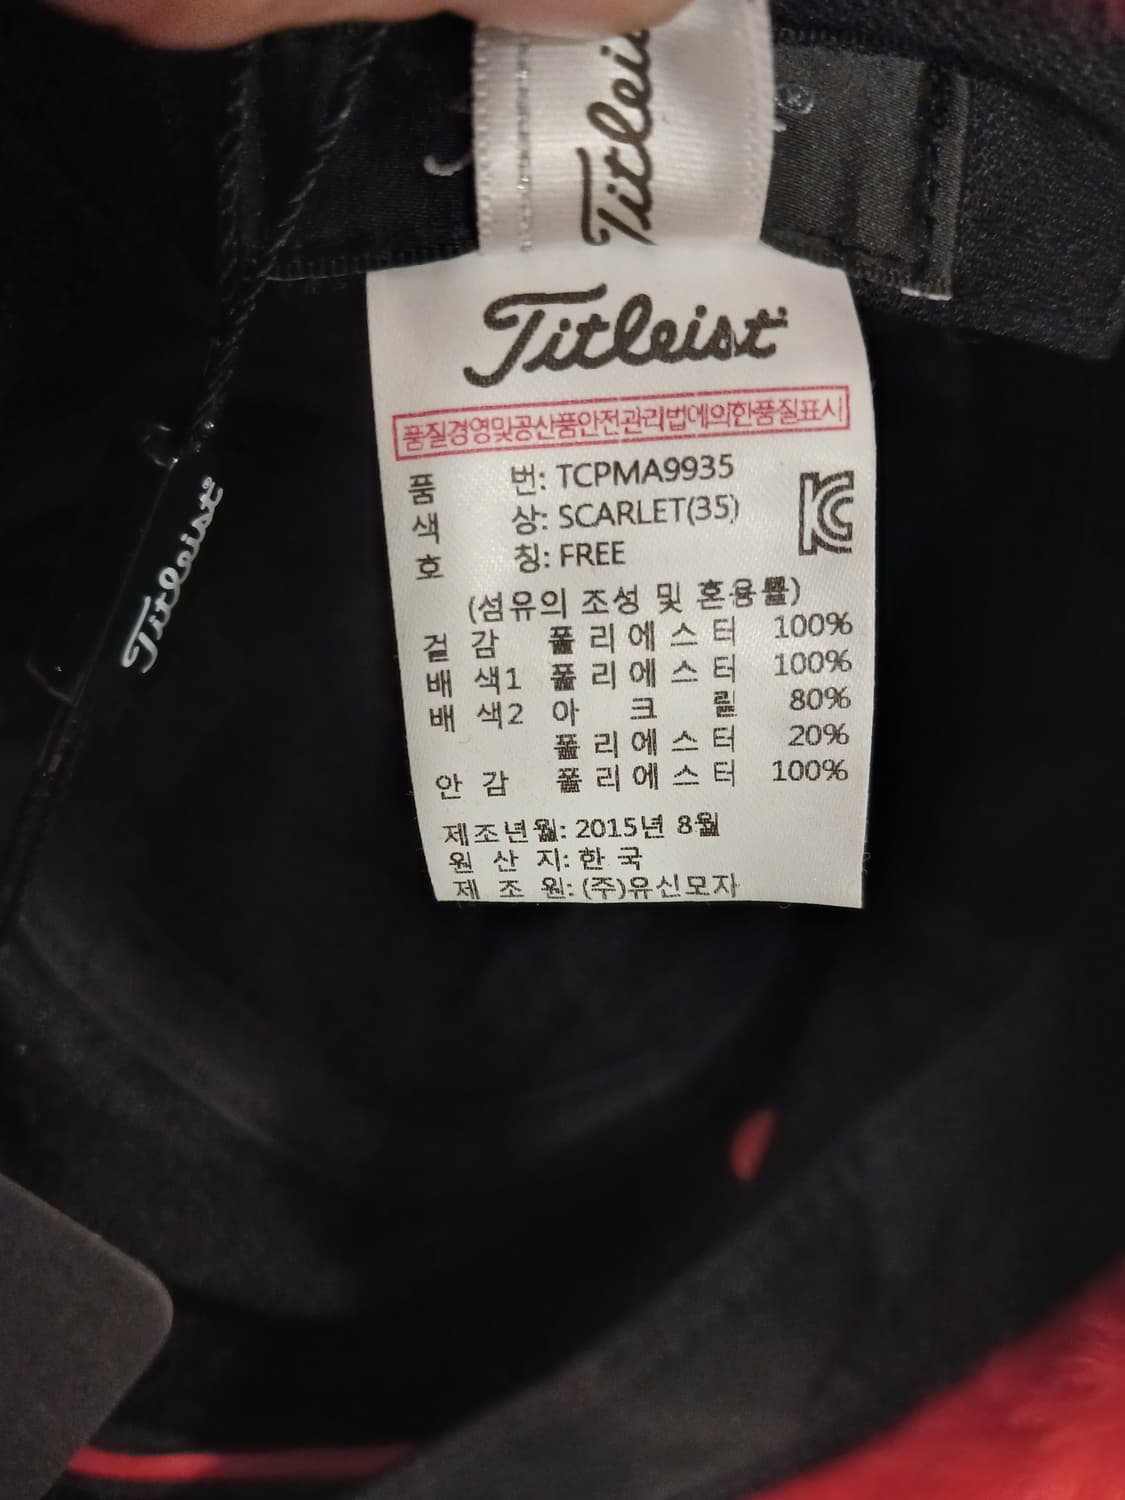 Titleist
Titleist
품질경영및공산품안전관리법에의한품질표시
품 번: TCPMA9935
색 상: SCARLET(35)
호 칭: FREE
(섬유의 조성 및 혼용률)
겉 감 폴리에스터 100%
배 색1 폴리에스터 100%
배 색2 아 크 릴 80%
폴리에스터 20%
안 감 폴리에스터 100%
제조년월: 2015년 8월
원 산 지: 한 국
제 조 원: (주)유신모자
Titleist